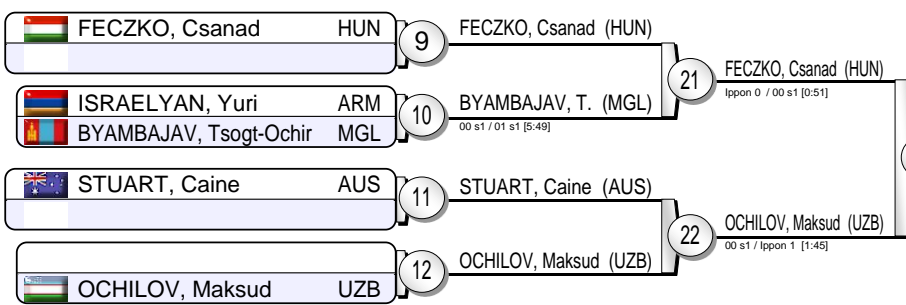 FECZKO, Csanad HUN
9
FECZKO, Csanad (HUN)
21
FECZKO, Csanad (HUN)
Ippon 0 / 00 s1 [0:51]
ISRAELYAN, Yuri ARM
BYAMBAJAV, Tsogt-Ochir MGL
10
BYAMBAJAV, T. (MGL)
00 s1 / 01 s1 [5:49]
STUART, Caine AUS
11
STUART, Caine (AUS)
22
OCHILOV, Maksud (UZB)
00 s1 / Ippon 1 [1:45]
OCHILOV, Maksud UZB
12
OCHILOV, Maksud (UZB)